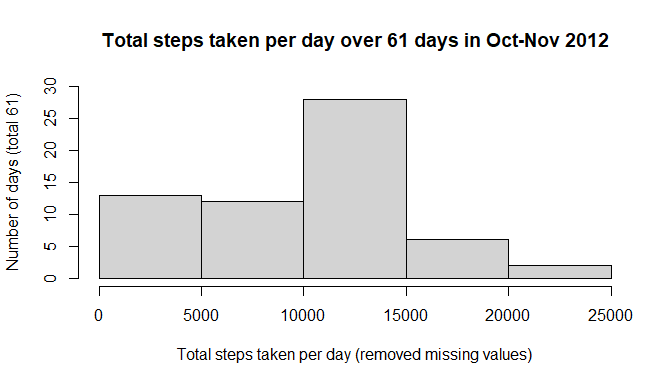 Total steps taken per day over 61 days in Oct-Nov 2012
Number of days (total 61)
30
25
20
15
10
5
0
0 5000 10000 15000 20000 25000
Total steps taken per day (removed missing values)